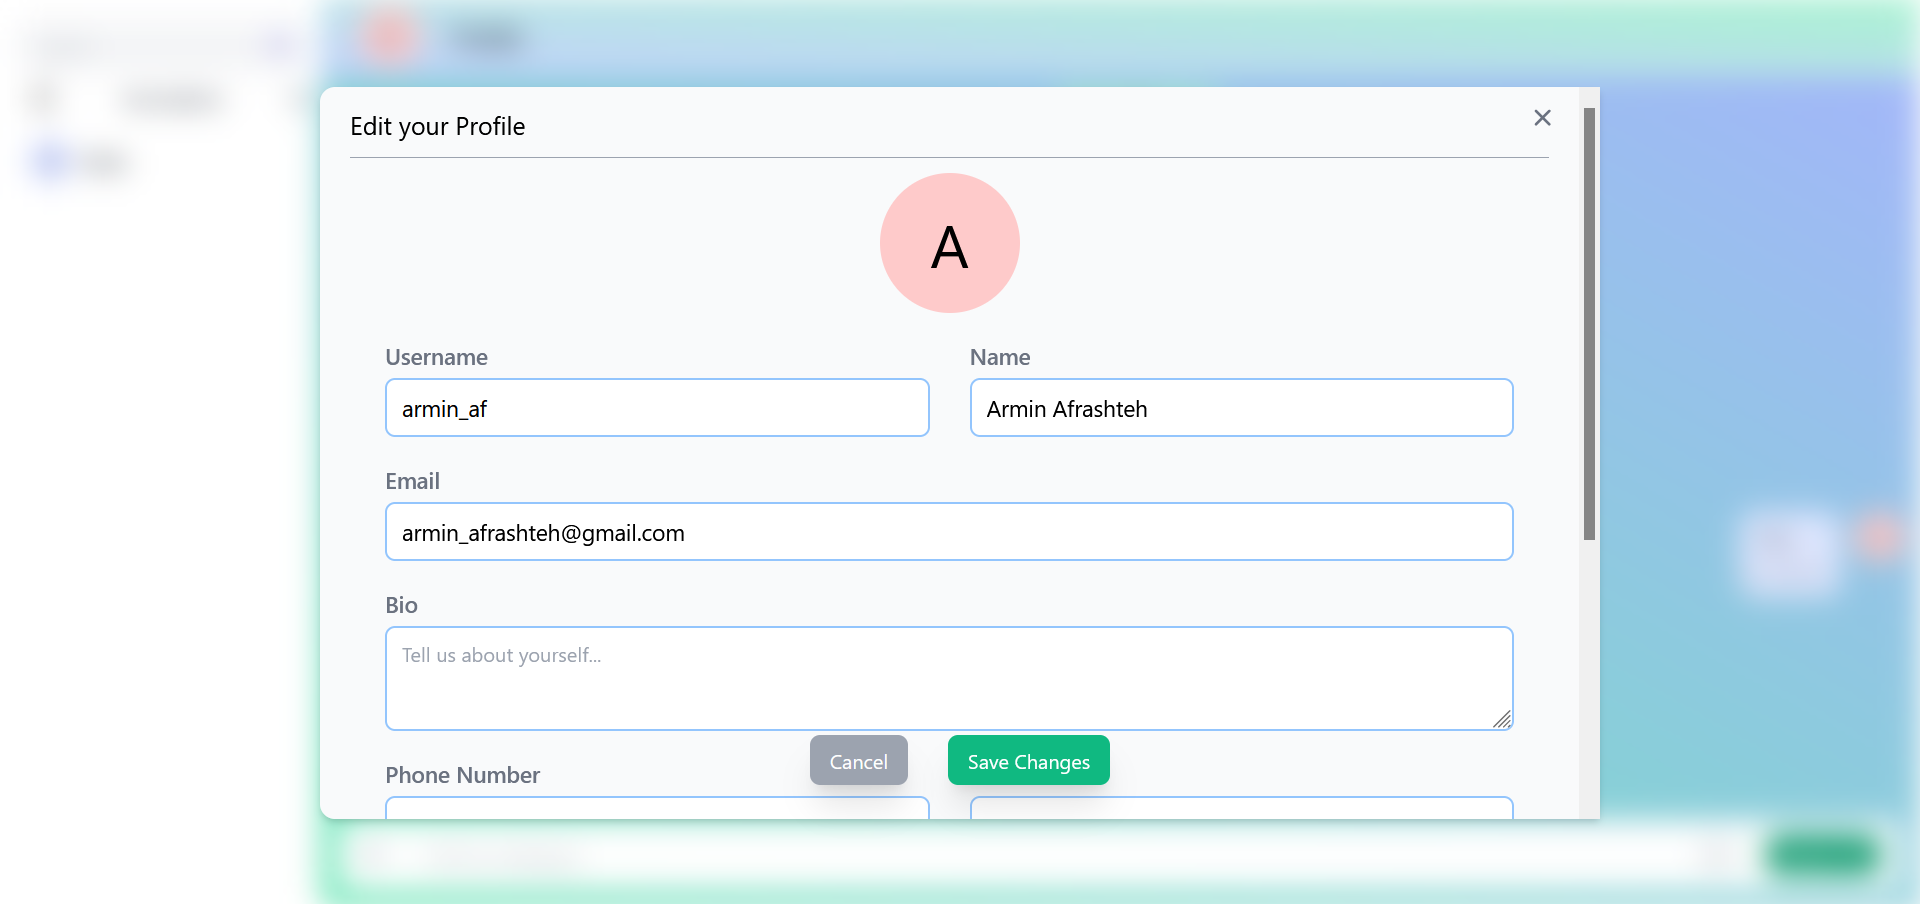 Edit your Profile
A
Username
Name
armin_af
Armin Afrashteh
Email
armin_afrashteh@gmail.com
Bio
Tell us about yourself...
Cancel
Save Changes
Phone Number